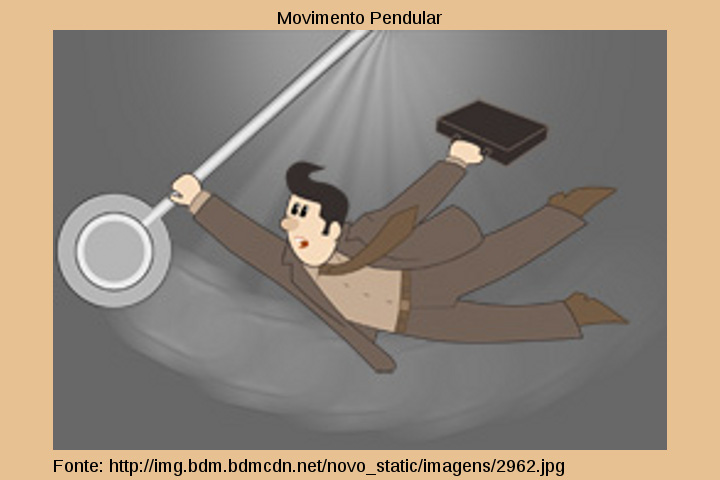 Movimento Pendular
Fonte: http://img.bdm.bdmcdn.net/novo_static/imagens/2962.jpg